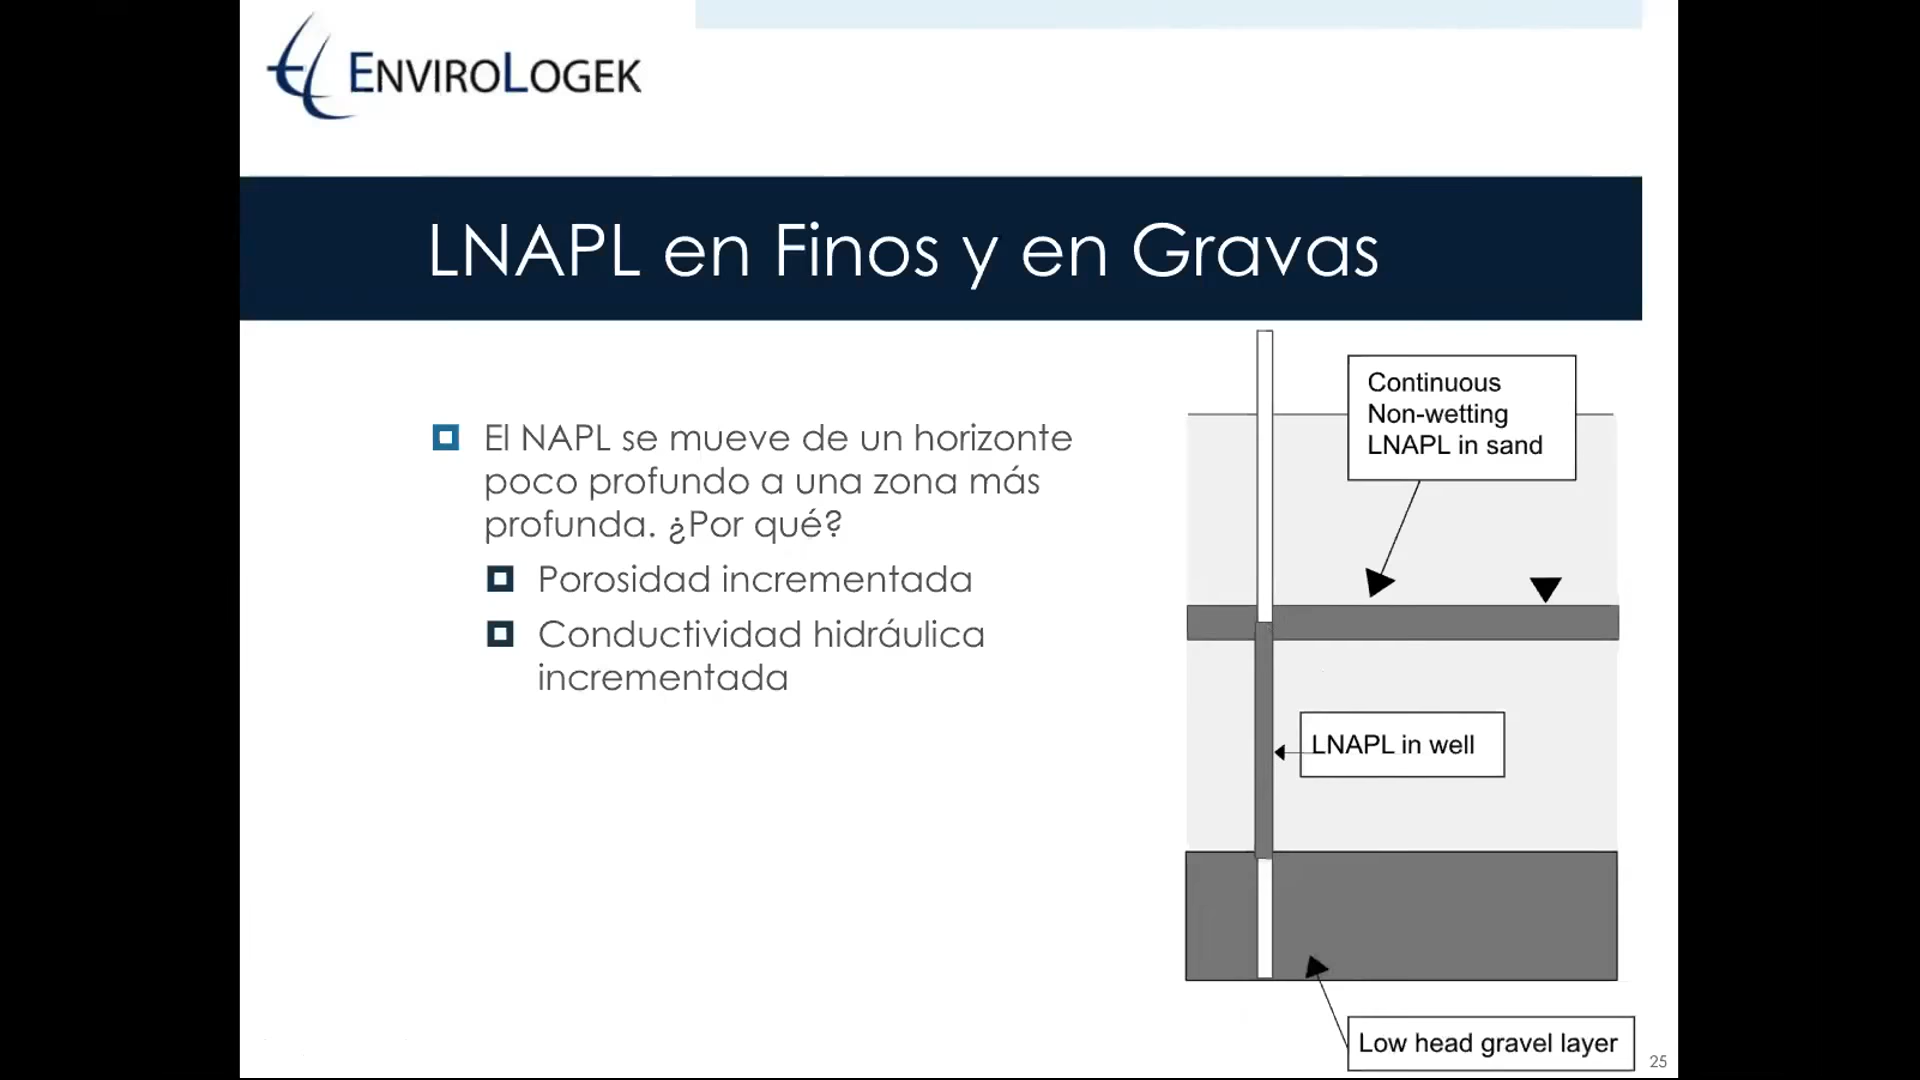 ENVIROLOGEK
LNAPL en Finos y en Gravas
El NAPL se mueve de un horizonte
poco profundo a una zona más
profunda. ¿Por qué?
Porosidad incrementada
Conductividad hidráulica
incrementada
Continuous
Non-wetting
LNAPL in sand
LNAPL in well
Low head gravel layer
25